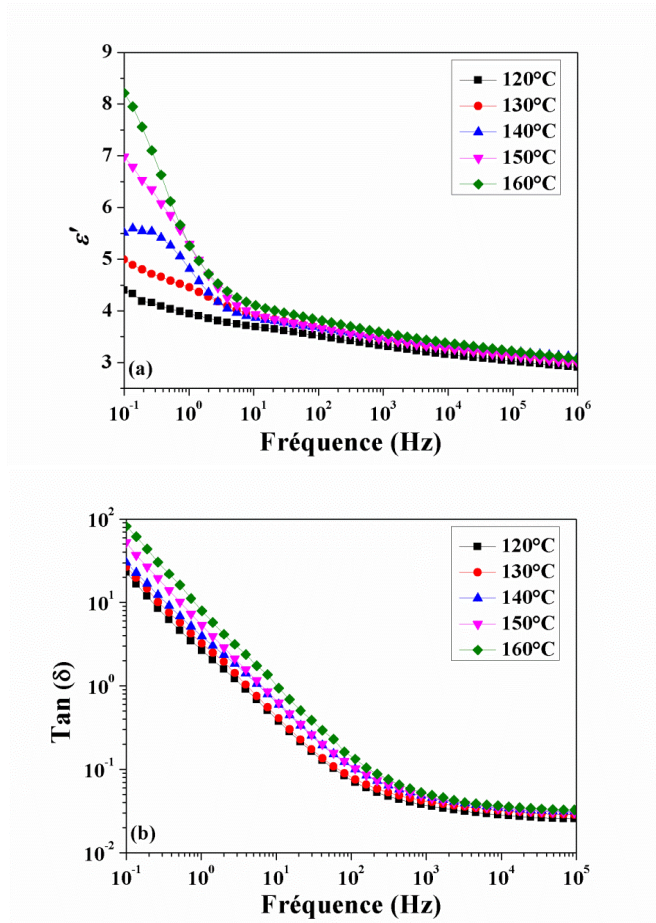 9
8
7
6
5
4
3
ε'
120°C
130°C
140°C
150°C
160°C
(a)
10⁻¹ 10⁰ 10¹ 10² 10³ 10⁴ 10⁵ 10⁶
Fréquence (Hz)
10²
10¹
10⁰
10⁻¹
10⁻²
Tan (δ)
120°C
130°C
140°C
150°C
160°C
(b)
10⁻¹ 10⁰ 10¹ 10² 10³ 10⁴ 10⁵
Fréquence (Hz)